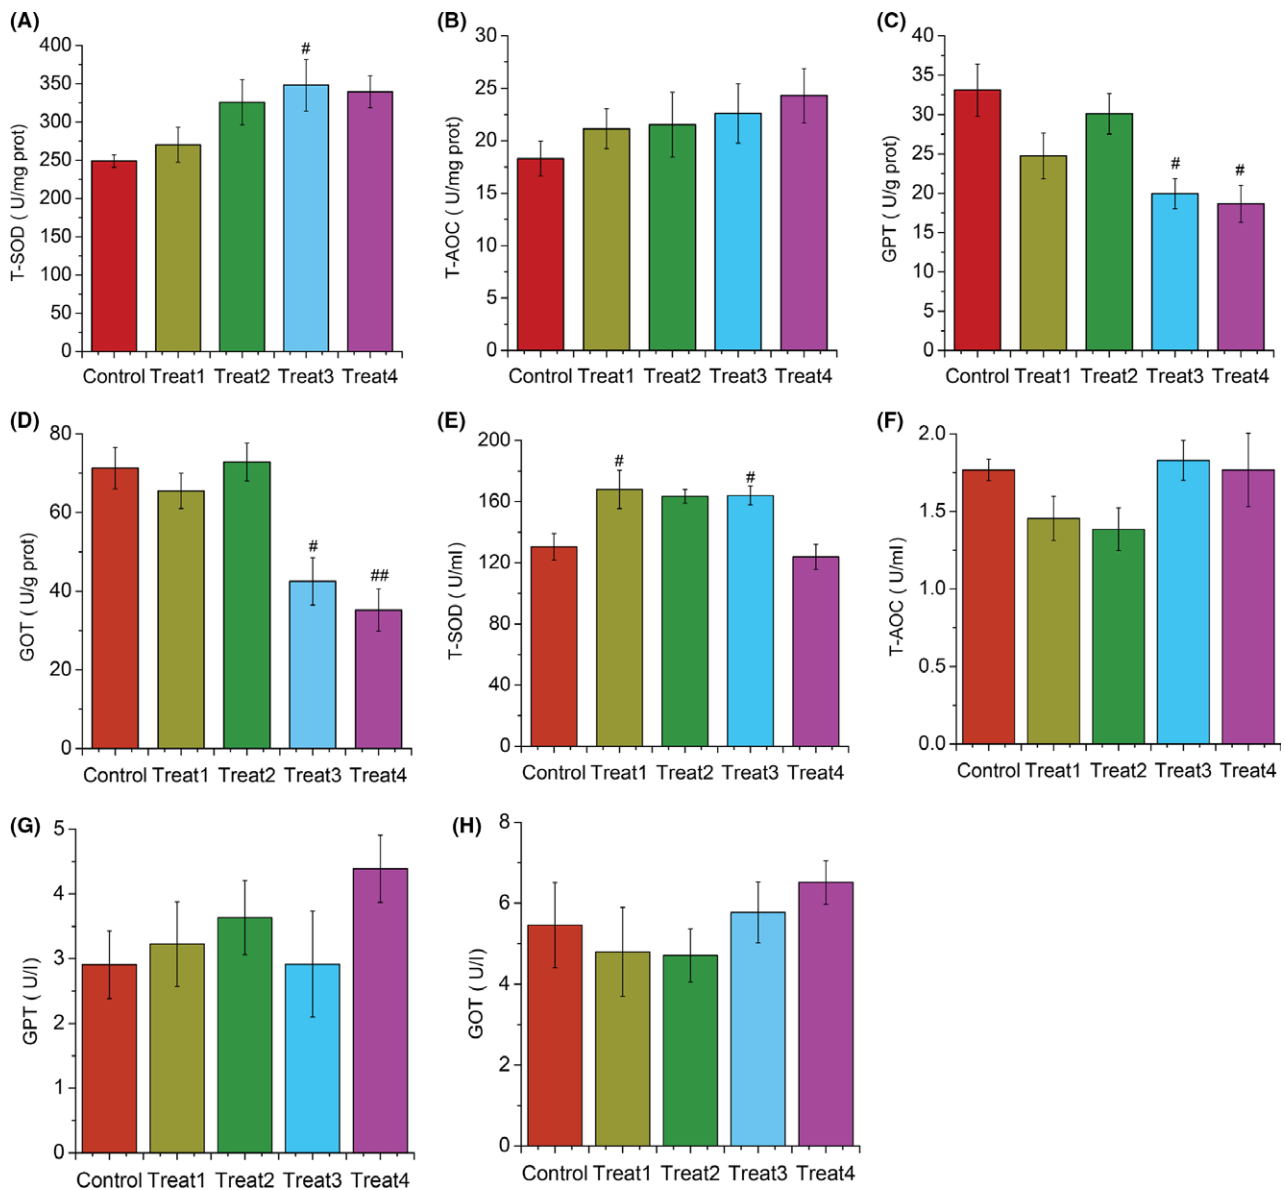 (A)
T-SOD ( U/mg prot)
400
350
300
250
200
150
100
50
0
#
Control Treat1 Treat2 Treat3 Treat4
(B)
T-AOC ( U/mg prot)
30
25
20
15
10
5
0
Control Treat1 Treat2 Treat3 Treat4
(C)
GPT ( U/g prot)
40
35
30
25
20
15
10
5
0
# #
Control Treat1 Treat2 Treat3 Treat4
(D)
GOT ( U/g prot)
80
60
40
20
0
# ##
Control Treat1 Treat2 Treat3 Treat4
(E)
T-SOD ( U/ml)
200
160
120
80
40
0
# #
Control Treat1 Treat2 Treat3 Treat4
(F)
T-AOC ( U/ml)
2.0
1.5
1.0
0.5
0.0
Control Treat1 Treat2 Treat3 Treat4
(G)
GPT ( U/l)
5
4
3
2
1
0
Control Treat1 Treat2 Treat3 Treat4
(H)
GOT ( U/l)
8
6
4
2
0
Control Treat1 Treat2 Treat3 Treat4